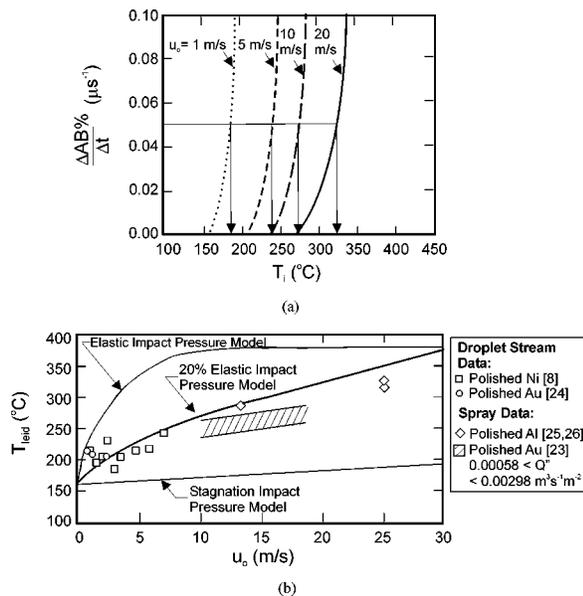 (a)
0.10
0.08
0.06
0.04
0.02
0.00
ΔAB%
Δt
(μs⁻¹)
uₒ= 1 m/s
5 m/s
10
m/s
20
m/s
100 150 200 250 300 350 400 450
Tᵢ (°C)
(a)
(b)
400
350
300
250
200
150
100
T_leid (°C)
Elastic Impact Pressure Model
20% Elastic Impact
Pressure Model
Stagnation Impact
Pressure Model
0 5 10 15 20 25 30
uₒ (m/s)
Droplet Stream
Data:
Polished Ni [8]
Polished Au [24]
Spray Data:
Polished Al [25,26]
Polished Au [23]
0.00058 < Q"
< 0.00298 m³s⁻¹m⁻²
(b)